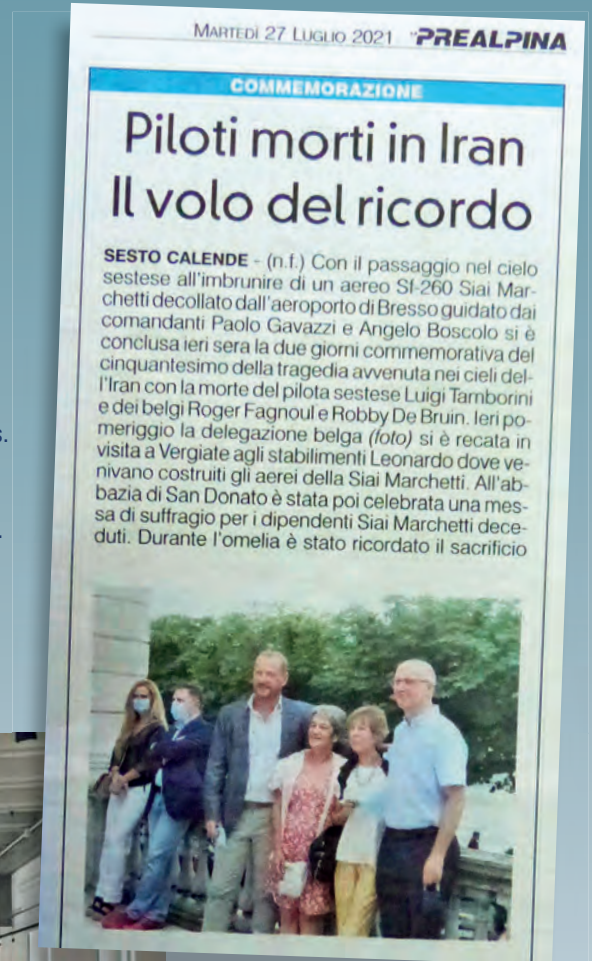 MARTEDÌ 27 LUGLIO 2021 "PREALPINA
COMMEMORAZIONE
Piloti morti in Iran
Il volo del ricordo
SESTO CALENDE - (n.f.) Con il passaggio nel cielo
sestese all'imbrunire di un aereo Sf-260 Siai Mar-
chetti decollato dall'aeroporto di Bresso guidato dai
comandanti Paolo Gavazzi e Angelo Boscolo si è
conclusa ieri sera la due giorni commemorativa del
cinquantesimo della tragedia avvenuta nei cieli del-
l'Iran con la morte del pilota sestese Luigi Tamborini
e dei belgi Roger Fagnoul e Robby De Bruin. Ieri po-
meriggio la delegazione belga (foto) si è recata in
visita a Vergiate agli stabilimenti Leonardo dove ve-
nivano costruiti gli aerei della Siai Marchetti. All'ab-
bazia di San Donato è stata poi celebrata una mes-
sa di suffragio per i dipendenti Siai Marchetti dece-
duti. Durante l'omelia è stato ricordato il sacrificio